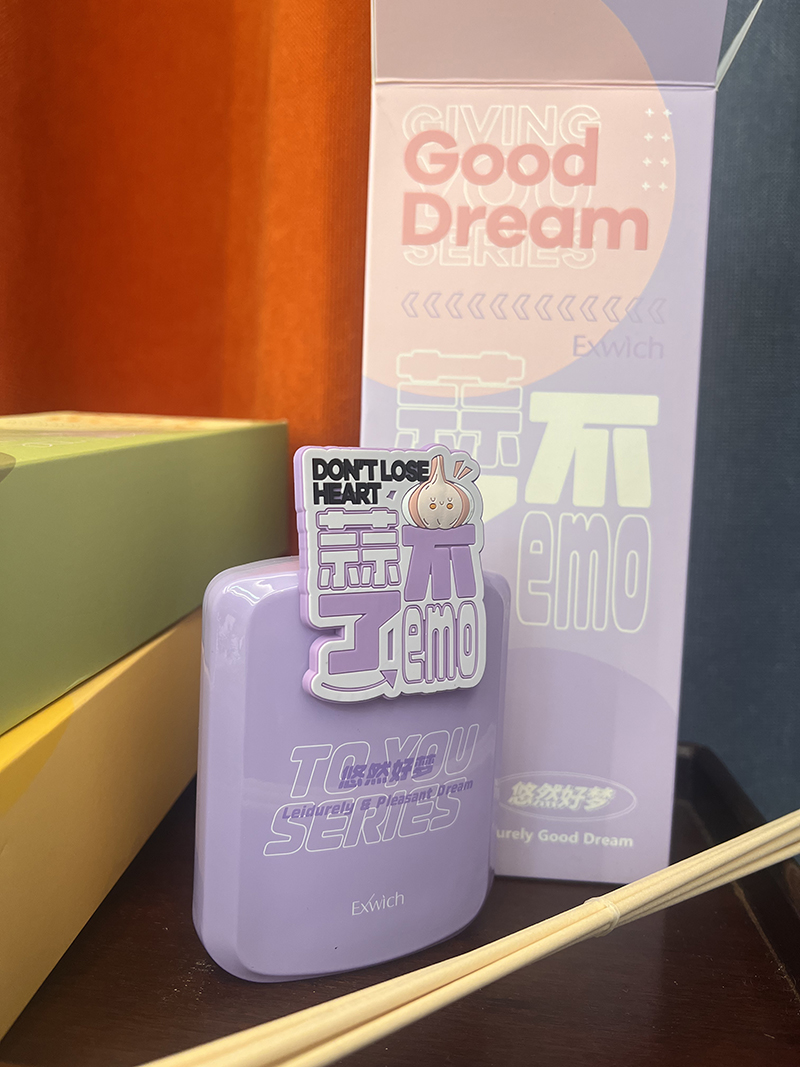 GIVING
Good
YOU
Dream
SERIES
Exwich
蒜不
emo
悠然好梦
urely Good Dream
DON'T LOSE
HEART
蒜不
了emo
TO YOU
悠然好梦
Leidurely & Pleasant Dream
SERIES
Exwich